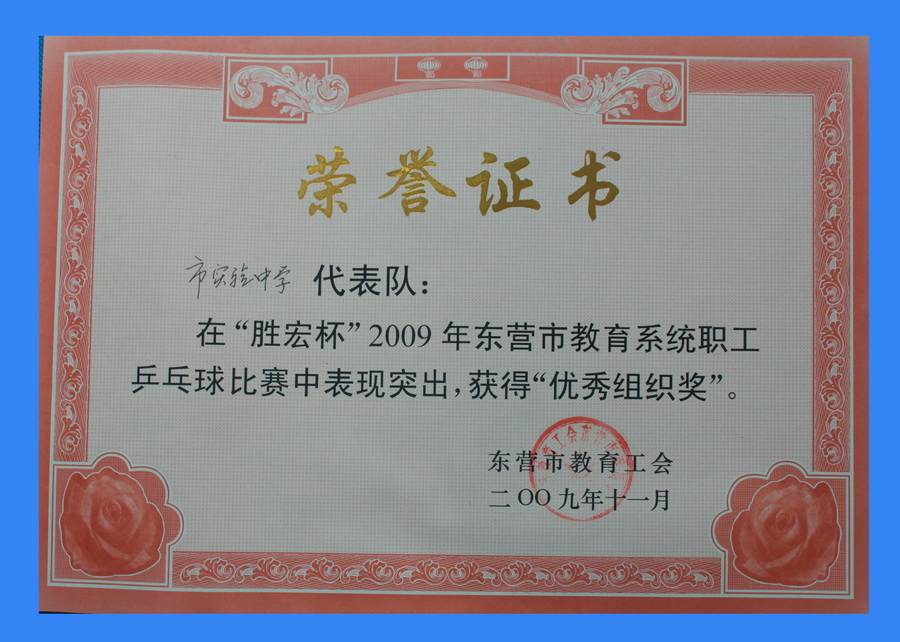 荣誉证书
市实验中学 代表队：
在“胜宏杯”2009年东营市教育系统职工
乒乓球比赛中表现突出，获得“优秀组织奖”。
东营市教育工会
二OO九年十一月